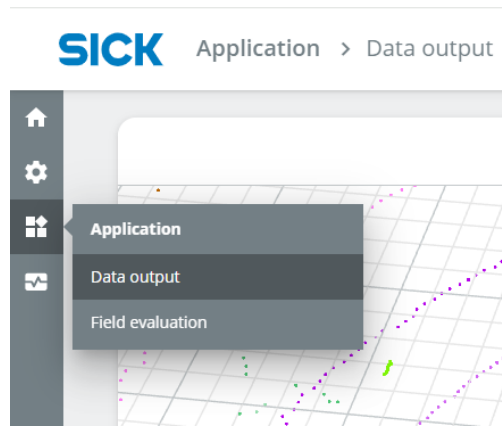 SICK Application > Data output
Application
Data output
Field evaluation